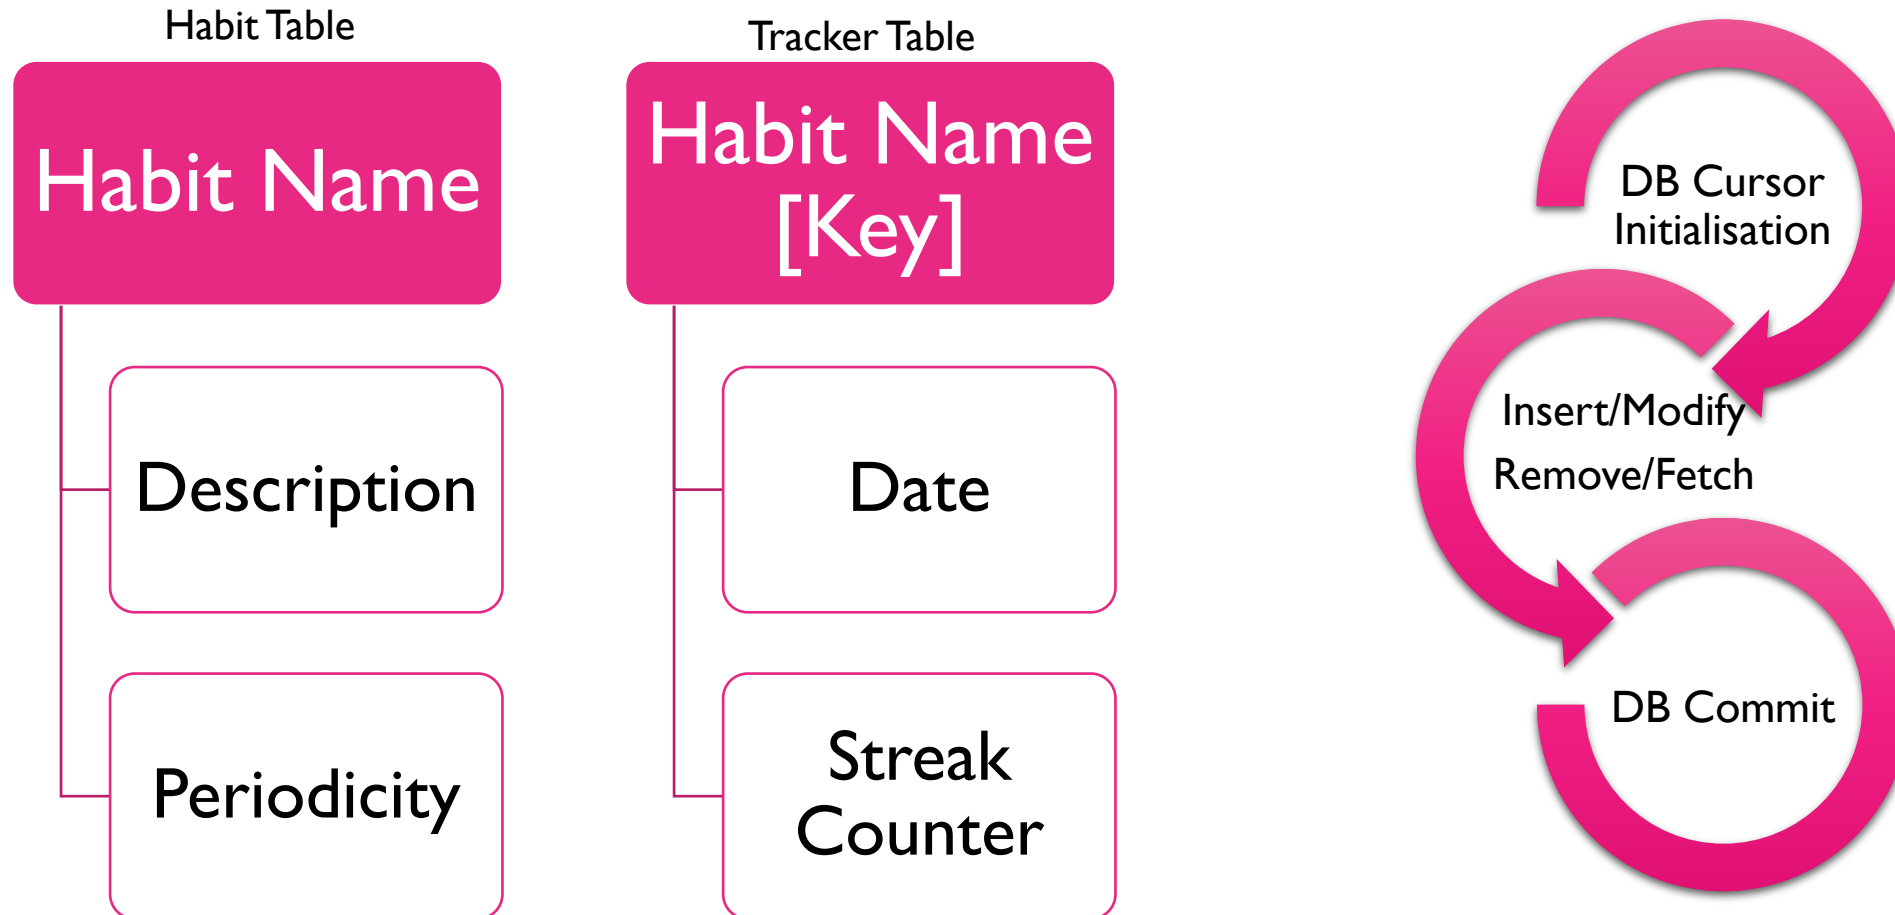 Habit Table
Habit Name
Description
Periodicity
Tracker Table
Habit Name
[Key]
Date
Streak
Counter
DB Cursor
Initialisation
Insert/Modify
Remove/Fetch
DB Commit